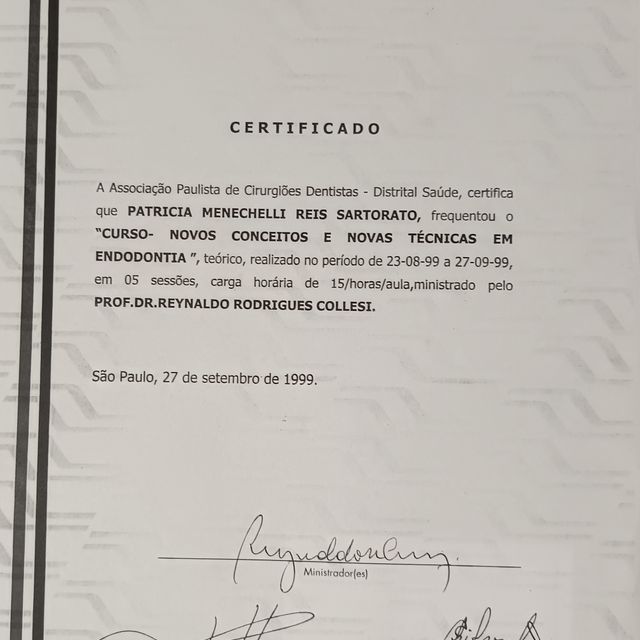 CERTIFICADO
A Associação Paulista de Cirurgiões Dentistas - Distrital Saúde, certifica
que PATRICIA MENECHELLI REIS SARTORATO, frequentou o
"CURSO- NOVOS CONCEITOS E NOVAS TÉCNICAS EM
ENDODONTIA ", teórico, realizado no período de 23-08-99 a 27-09-99,
em 05 sessões, carga horária de 15/horas/aula,ministrado pelo
PROF.DR.REYNALDO RODRIGUES COLLESI.
São Paulo, 27 de setembro de 1999.
Ministrador(es)